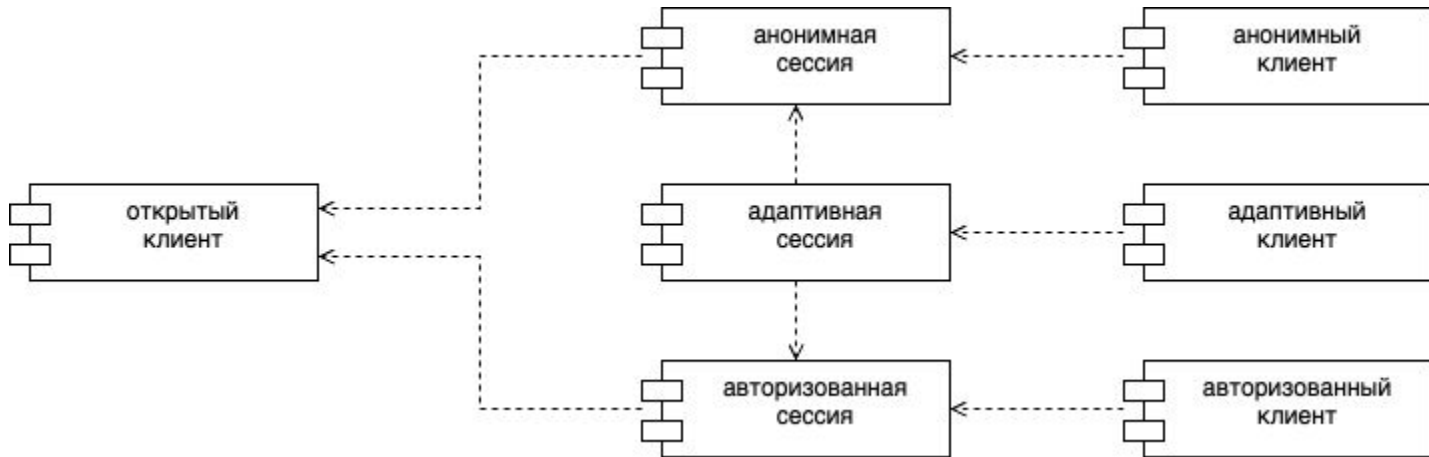 анонимная
сессия
анонимный
клиент
открытый
клиент
адаптивная
сессия
адаптивный
клиент
авторизованная
сессия
авторизованный
клиент